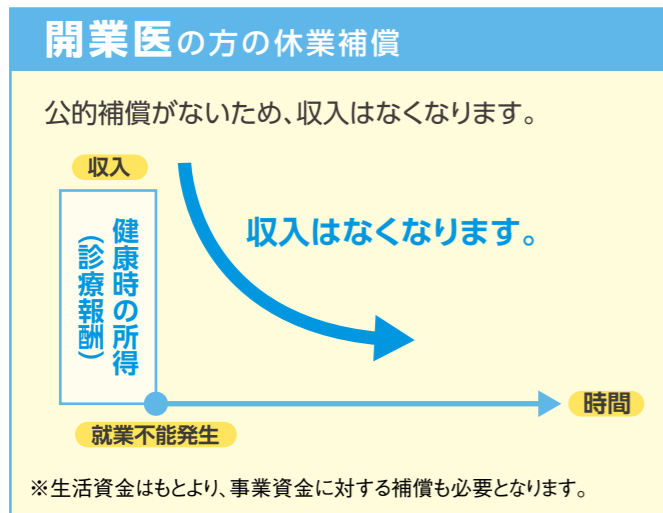 開業医の方の休業補償
公的補償がないため、収入はなくなります。
収入
健康時の所得
（診療報酬）
収入はなくなります。
時間
就業不能発生
※生活資金はもとより、事業資金に対する補償も必要となります。